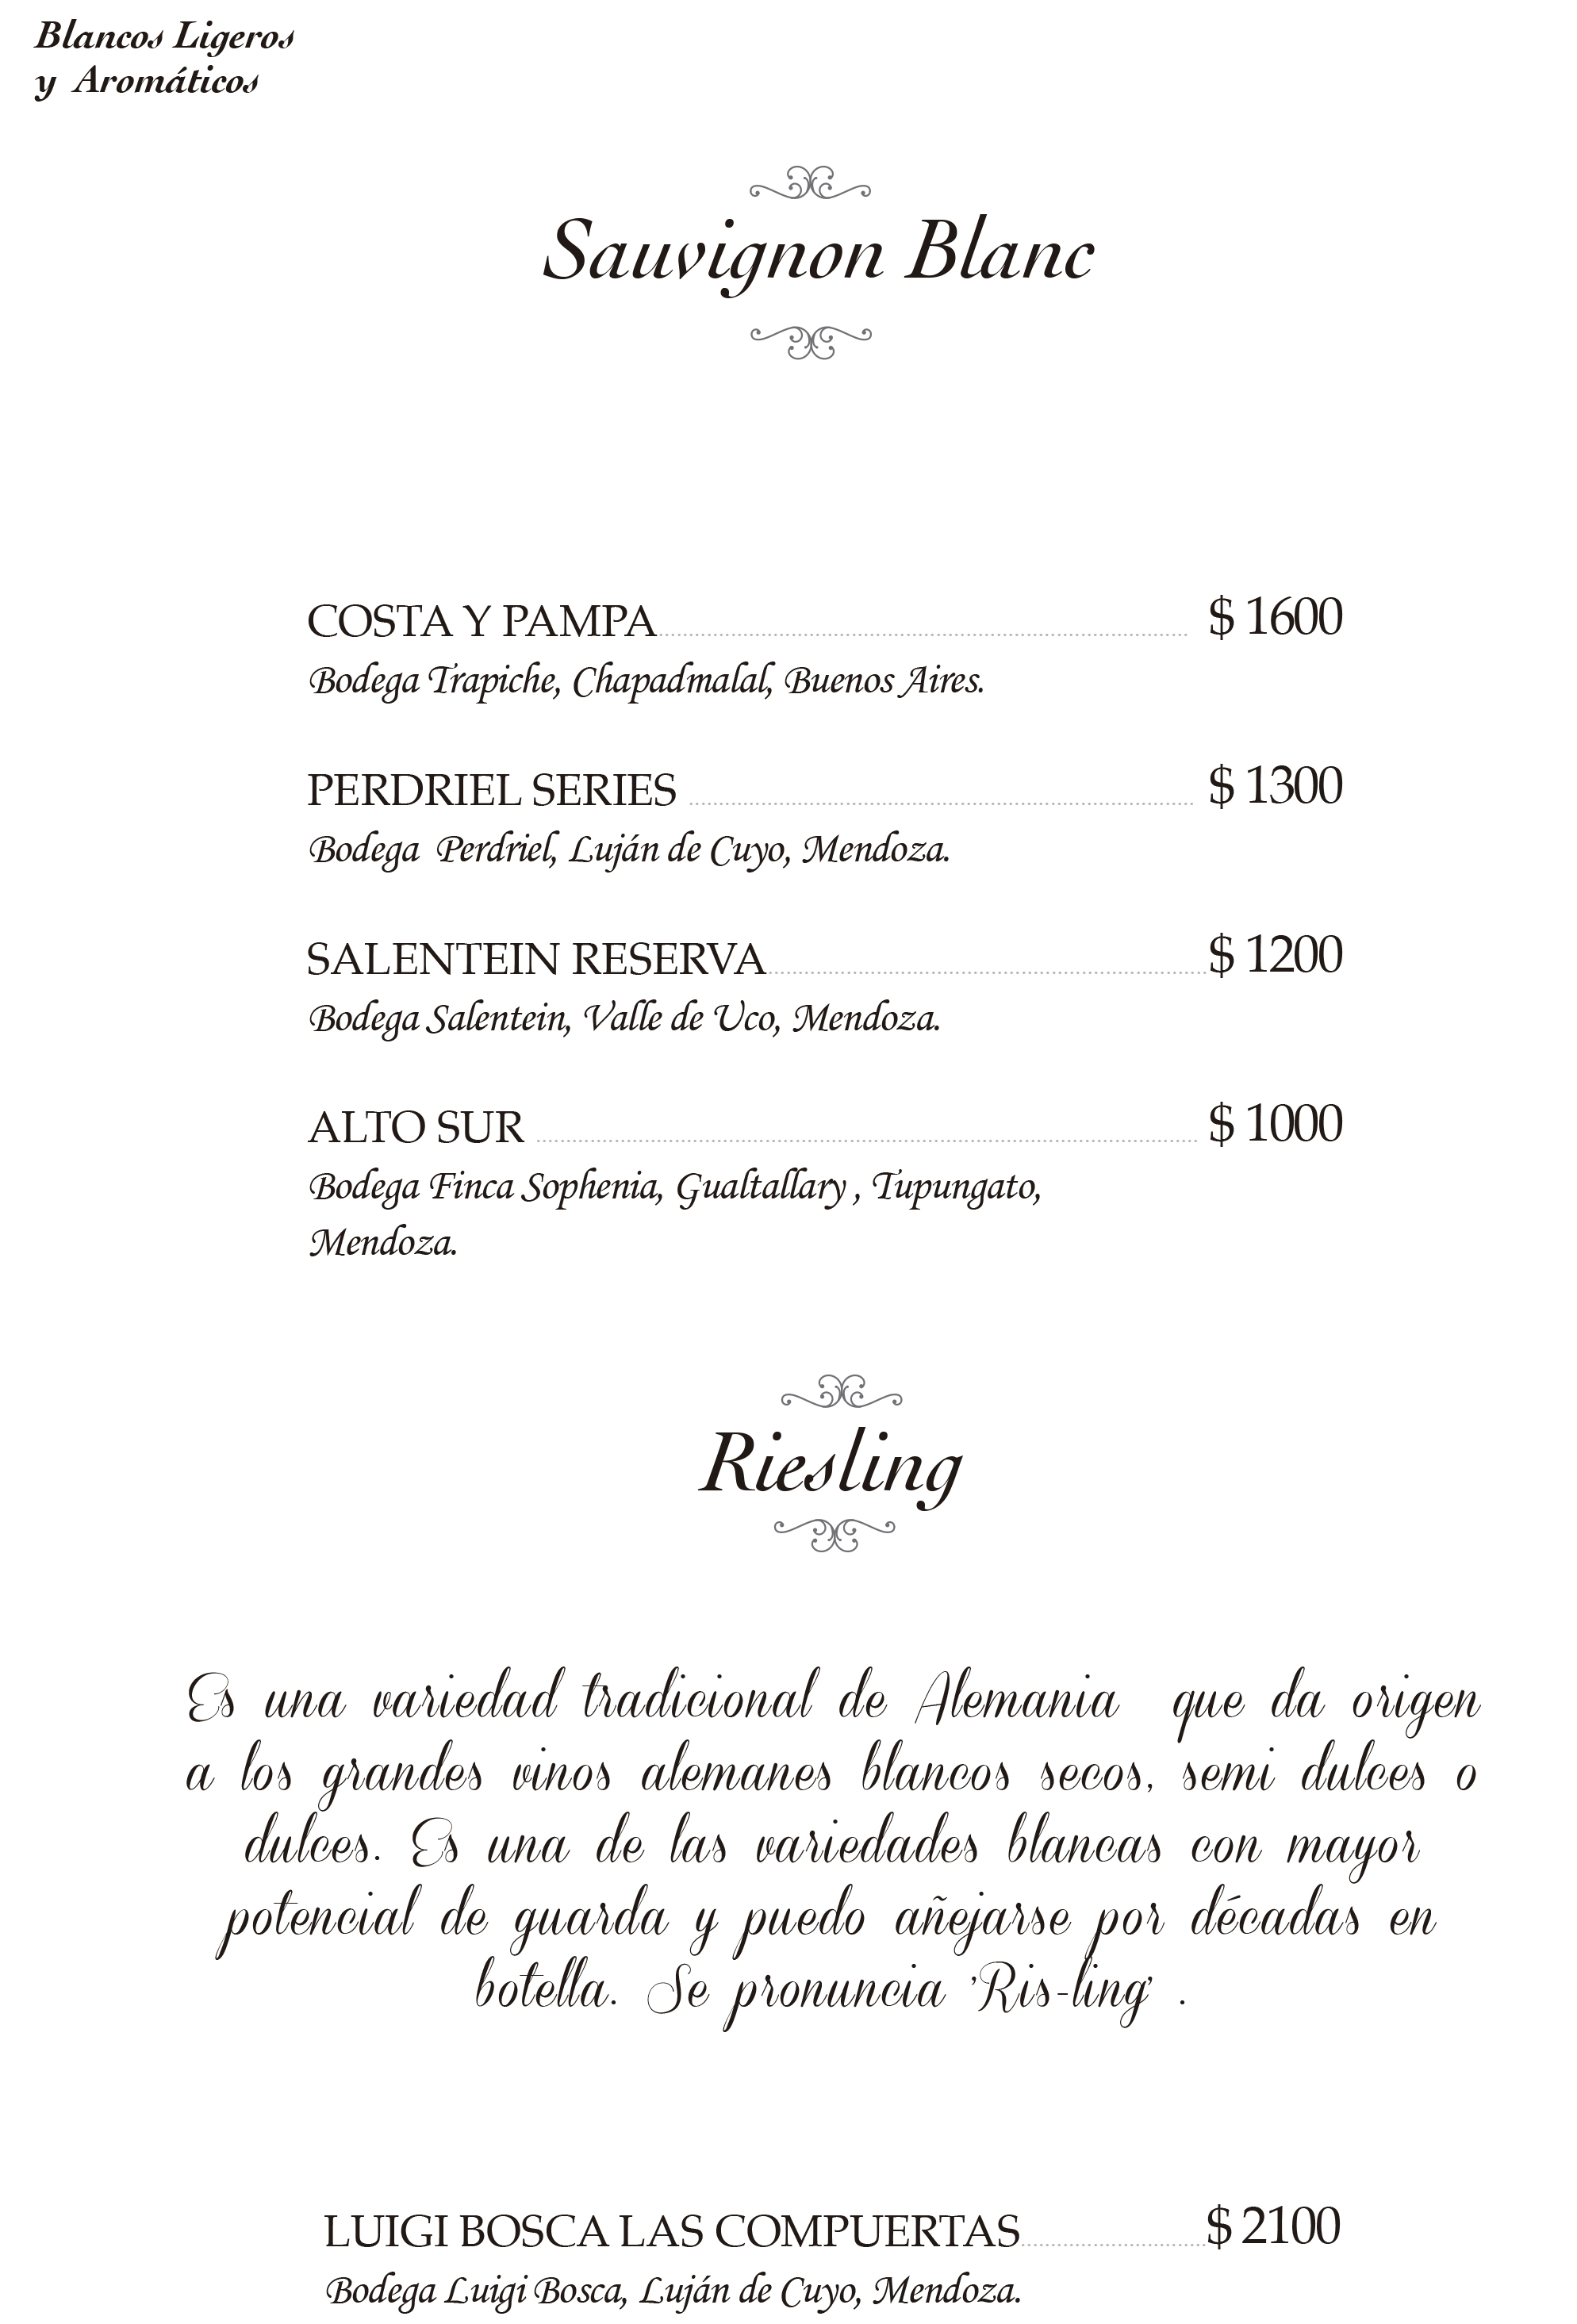 Blancos Ligeros
y Aromáticos
Sauvignon Blanc
COSTA Y PAMPA $ 1600
Bodega Trapiche, Chapadmalal, Buenos Aires.
PERDRIEL SERIES $ 1300
Bodega Perdriel, Luján de Cuyo, Mendoza.
SALENTEIN RESERVA $ 1200
Bodega Salentein, Valle de Uco, Mendoza.
ALTO SUR $ 1000
Bodega Finca Sophenia, Gualtallary , Tupungato,
Mendoza.
Riesling
Es una variedad tradicional de Alemania que da origen
a los grandes vinos alemanes blancos secos, semi dulces o
dulces. Es una de las variedades blancas con mayor
potencial de guarda y puedo añejarse por décadas en
botella. Se pronuncia 'Ris-ling' .
LUIGI BOSCA LAS COMPUERTAS $ 2100
Bodega Luigi Bosca, Luján de Cuyo, Mendoza.